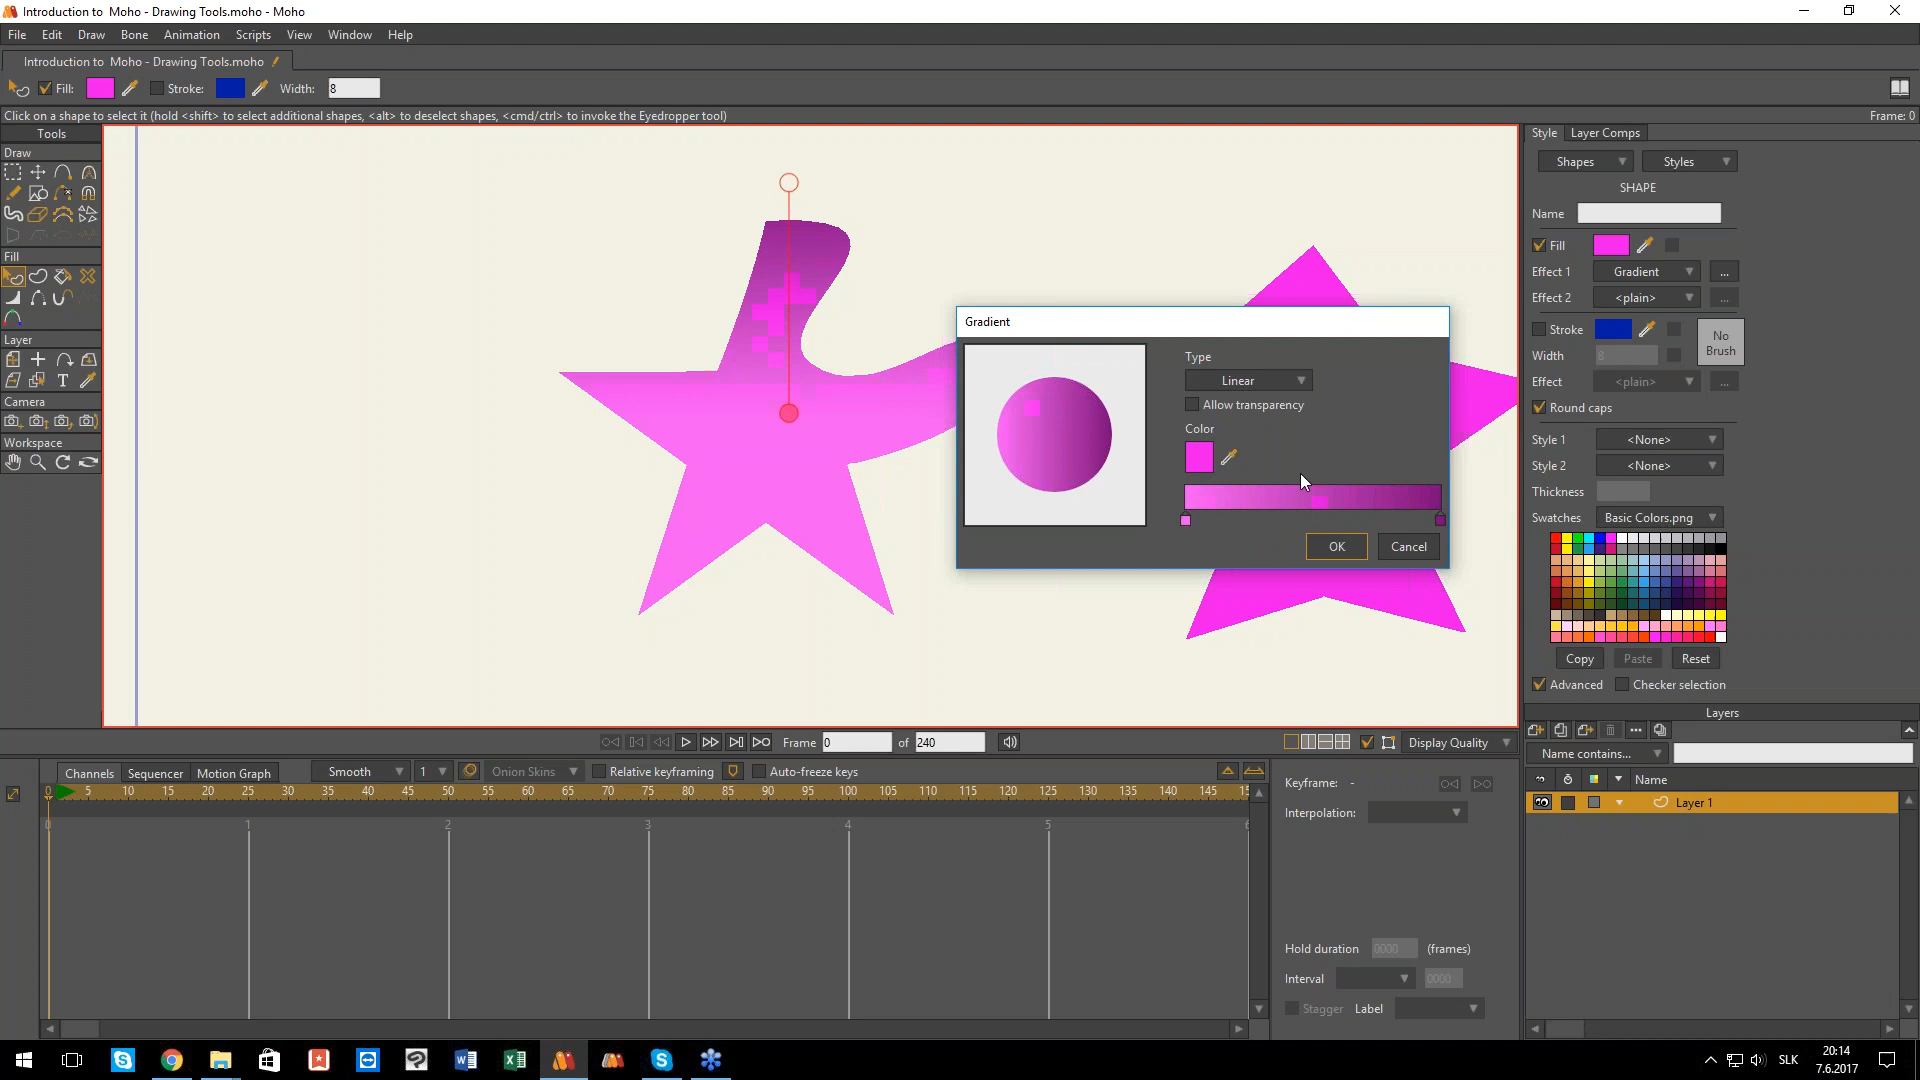 Introduction to  Moho - Drawing Tools.moho - Moho
File Edit Draw Bone Animation Scripts View Window Help
Introduction to  Moho - Drawing Tools.moho
Fill: Stroke: Width: 8
Click on a shape to select it (hold <shift> to select additional shapes, <alt> to deselect shapes, <cmd/ctrl> to invoke the Eyedropper tool) Frame: 0
Tools
Draw
Fill
Layer
Camera
Workspace
Style Layer Comps
Shapes Styles
SHAPE
Name
Fill
Effect 1 Gradient ...
Effect 2 <plain> ...
Stroke No Brush
Width 8
Effect <plain> ...
Round caps
Style 1 <None>
Style 2 <None>
Thickness
Swatches Basic Colors.png
Copy Paste Reset
Advanced Checker selection
Gradient
Type
Linear
Allow transparency
Color
OK Cancel
Layers
Name contains...
Name
Layer 1
Frame 0 of 240 Display Quality
Channels Sequencer Motion Graph Smooth 1 Onion Skins Relative keyframing Auto-freeze keys
0 5 10 15 20 25 30 35 40 45 50 55 60 65 70 75 80 85 90 95 100 105 110 115 120 125 130 135 140 145 15
0 1 2 3 4 5 6
Keyframe: -
Interpolation:
Hold duration 0000 (frames)
Interval 0000
Stagger Label
SLK
20:14
7.6.2017